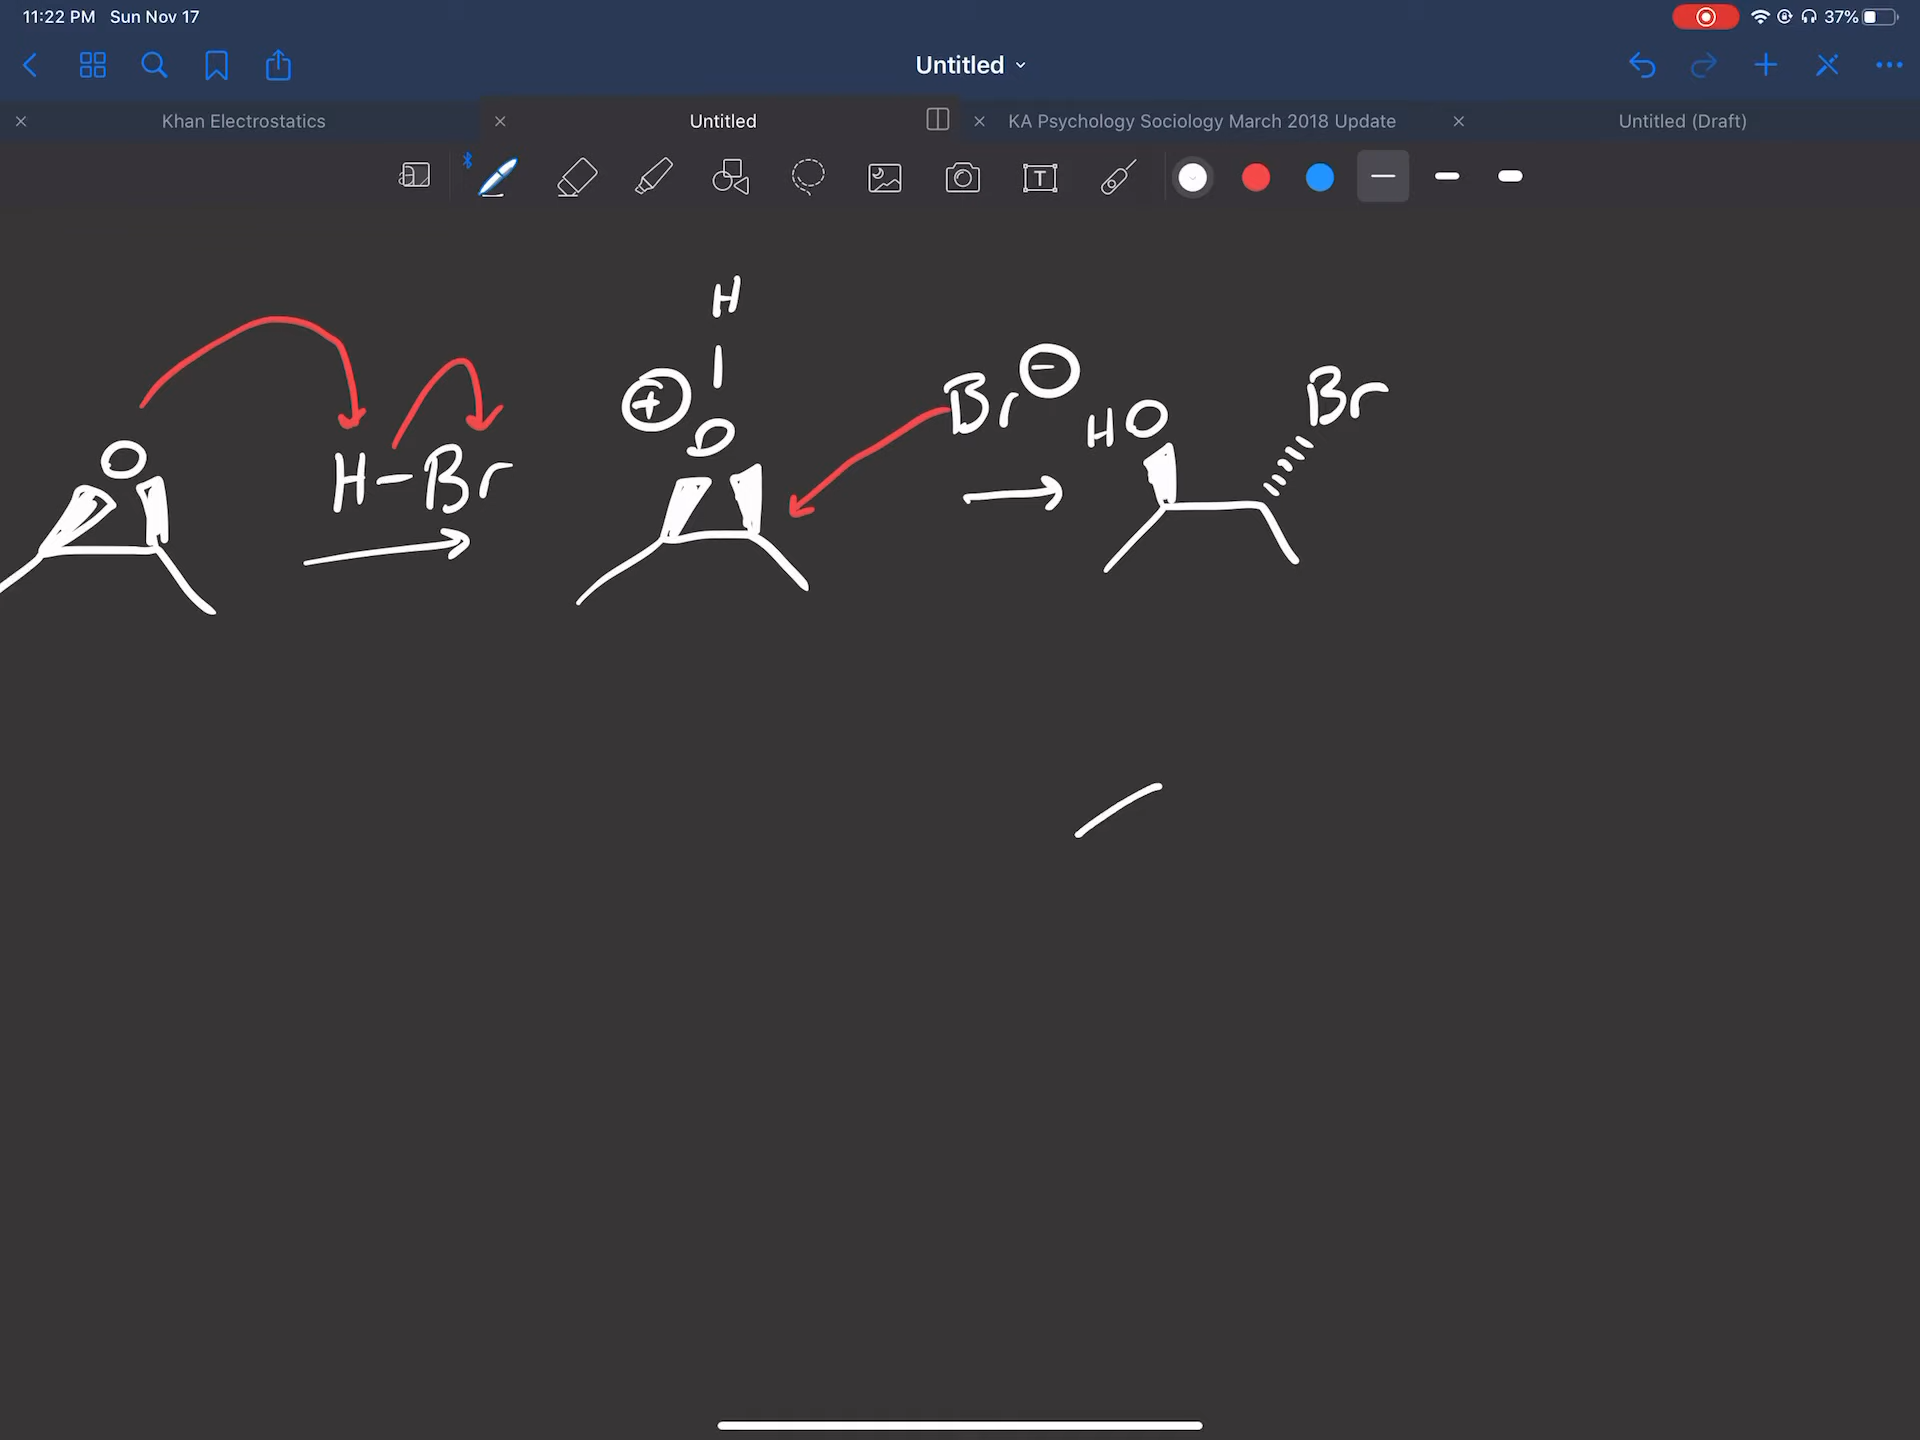 11:22 PM Sun Nov 17
37%
Untitled
Khan Electrostatics
Untitled
KA Psychology Sociology March 2018 Update
Untitled (Draft)
T
O
H-Br
H
+
O
Br
−
HO
Br